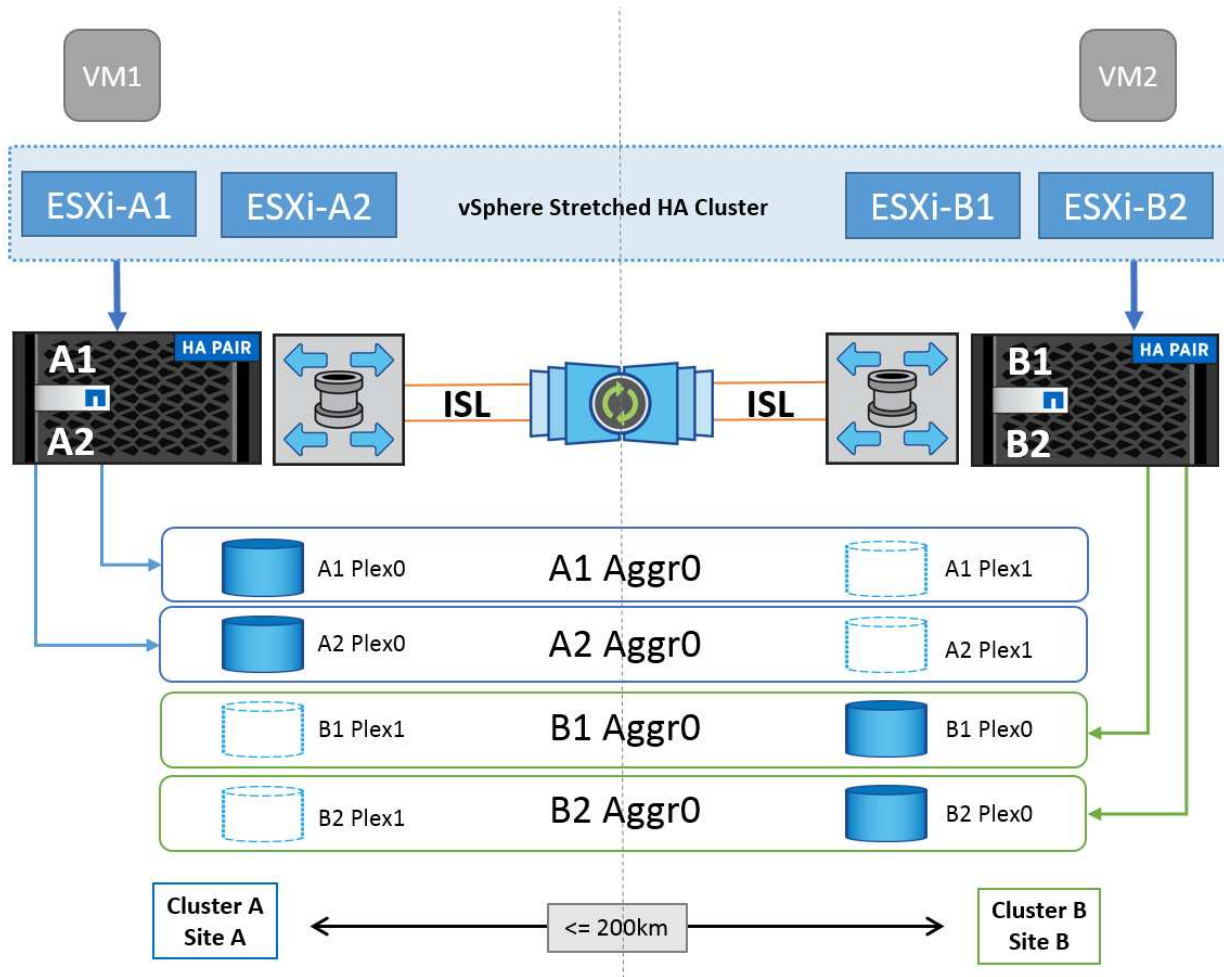 VM1
VM2
ESXi-A1
ESXi-A2
vSphere Stretched HA Cluster
ESXi-B1
ESXi-B2
A1
HA PAIR
A2
ISL
ISL
B1
HA PAIR
B2
A1 Plex0
A1 Aggr0
A1 Plex1
A2 Plex0
A2 Aggr0
A2 Plex1
B1 Plex1
B1 Aggr0
B1 Plex0
B2 Plex1
B2 Aggr0
B2 Plex0
Cluster A
Site A
<= 200km
Cluster B
Site B